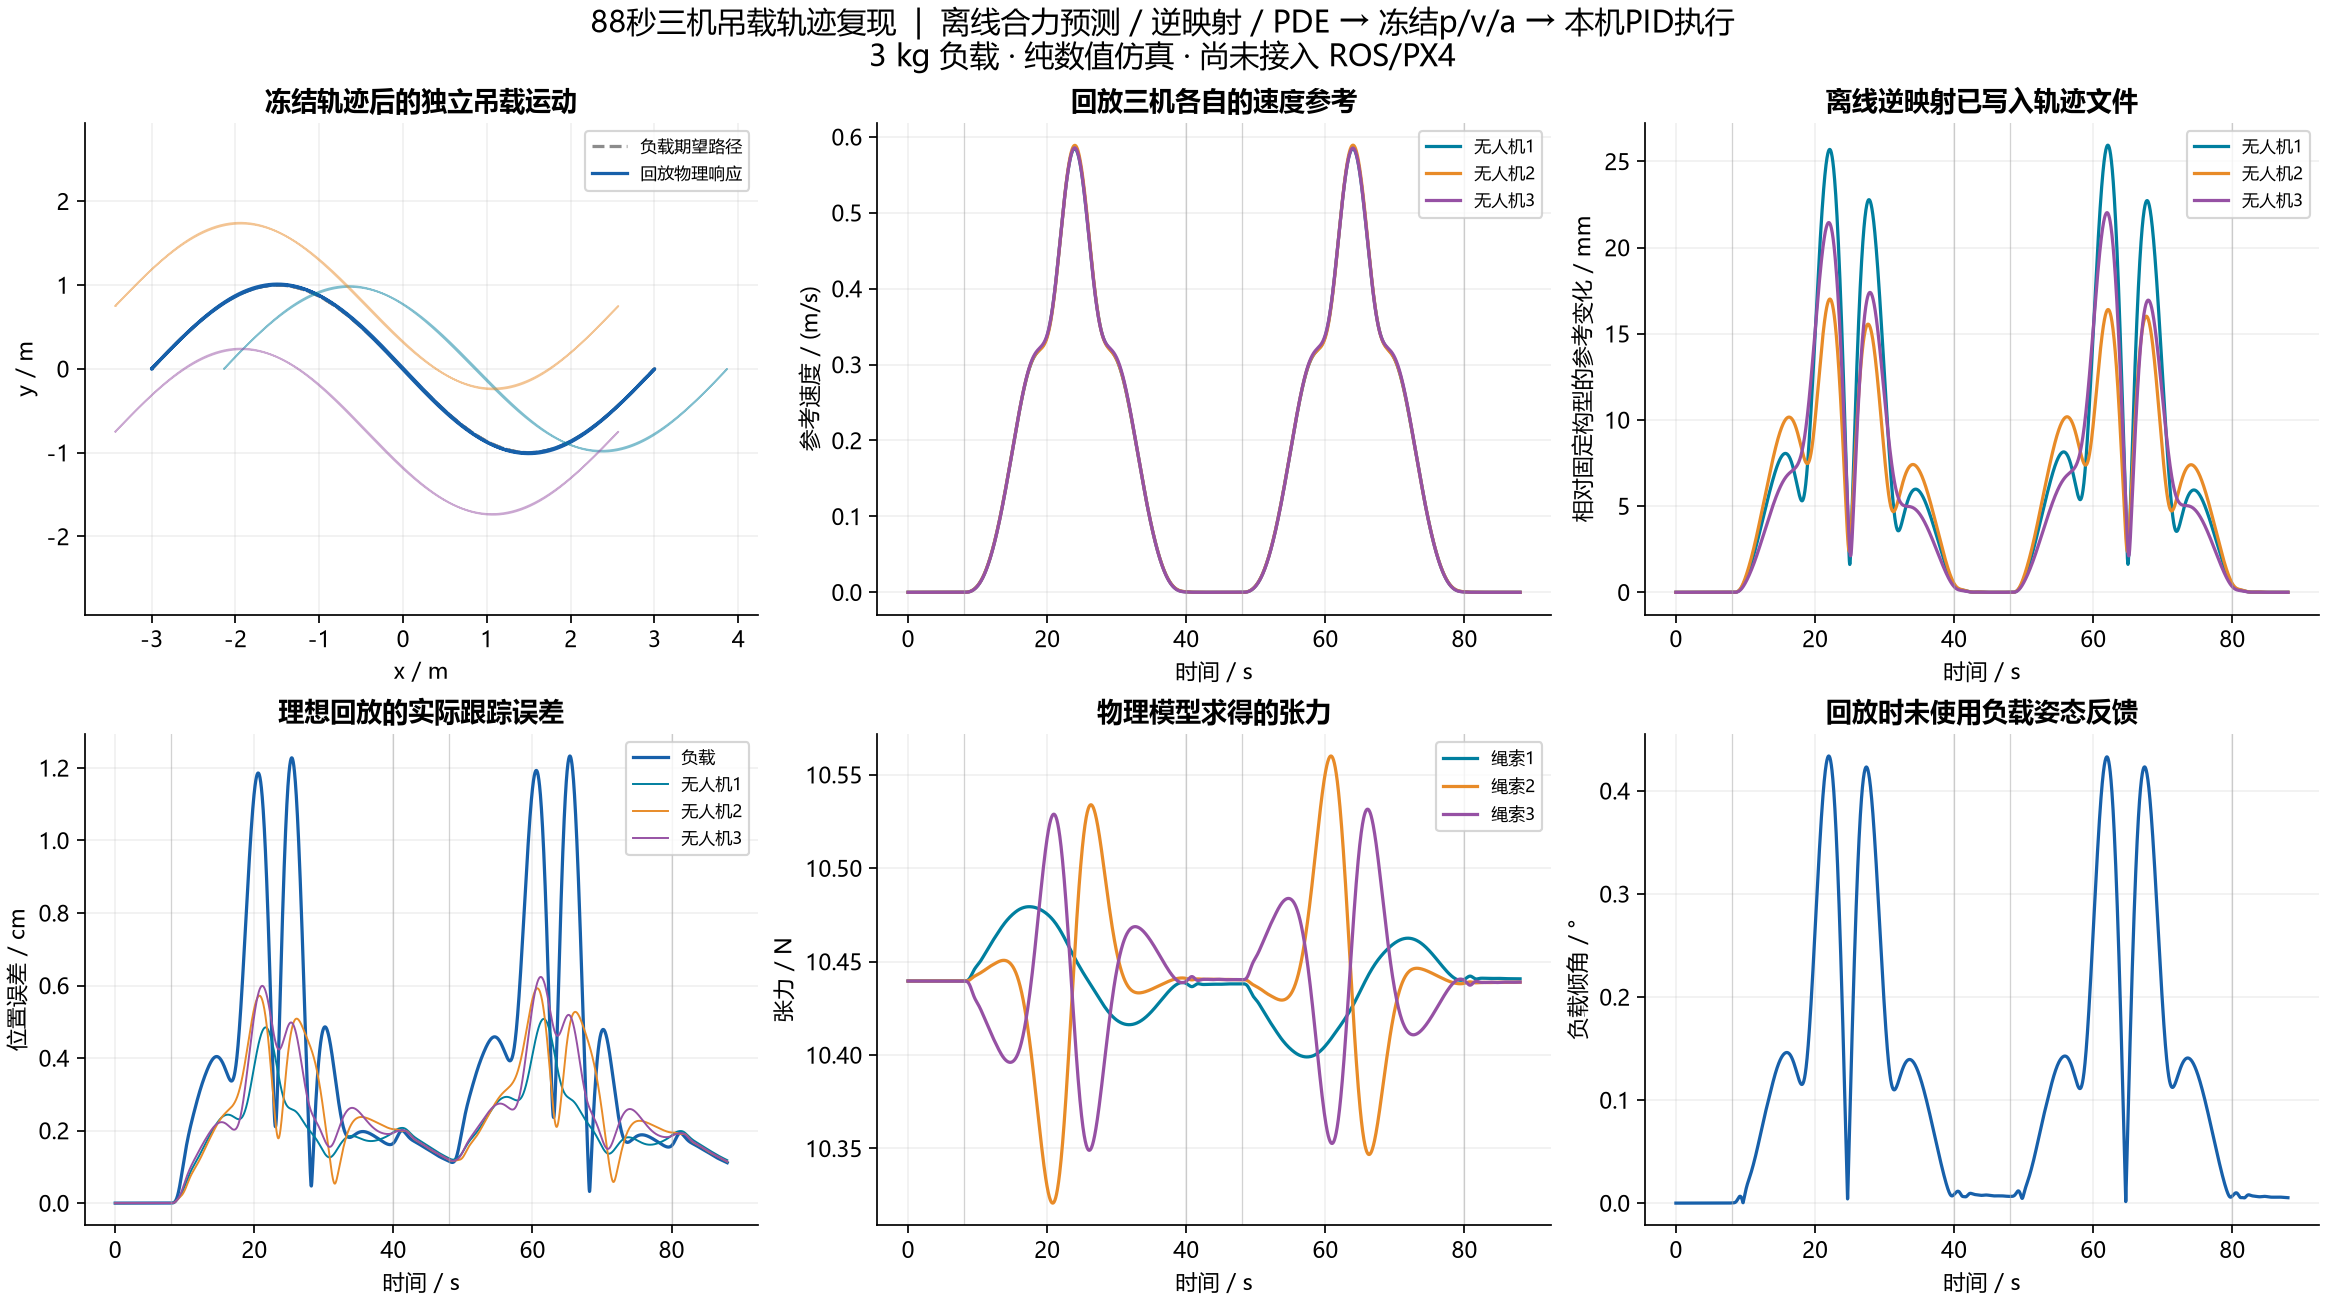 88秒三机吊载轨迹复现 | 离线合力预测 / 逆映射 / PDE → 冻结p/v/a → 本机PID执行
3 kg 负载 · 纯数值仿真 · 尚未接入 ROS/PX4
冻结轨迹后的独立吊载运动
负载期望路径
回放物理响应
y / m
2
1
0
-1
-2
-3
-2
-1
0
1
2
3
4
x / m
回放三机各自的速度参考
无人机1
无人机2
无人机3
参考速度 / (m/s)
0.6
0.5
0.4
0.3
0.2
0.1
0.0
0
20
40
60
80
时间 / s
离线逆映射已写入轨迹文件
无人机1
无人机2
无人机3
相对固定构型的参考变化 / mm
25
20
15
10
5
0
0
20
40
60
80
时间 / s
理想回放的实际跟踪误差
负载
无人机1
无人机2
无人机3
位置误差 / cm
1.2
1.0
0.8
0.6
0.4
0.2
0.0
0
20
40
60
80
时间 / s
物理模型求得的张力
绳索1
绳索2
绳索3
张力 / N
10.55
10.50
10.45
10.40
10.35
0
20
40
60
80
时间 / s
回放时未使用负载姿态反馈
负载倾角 / °
0.4
0.3
0.2
0.1
0.0
0
20
40
60
80
时间 / s